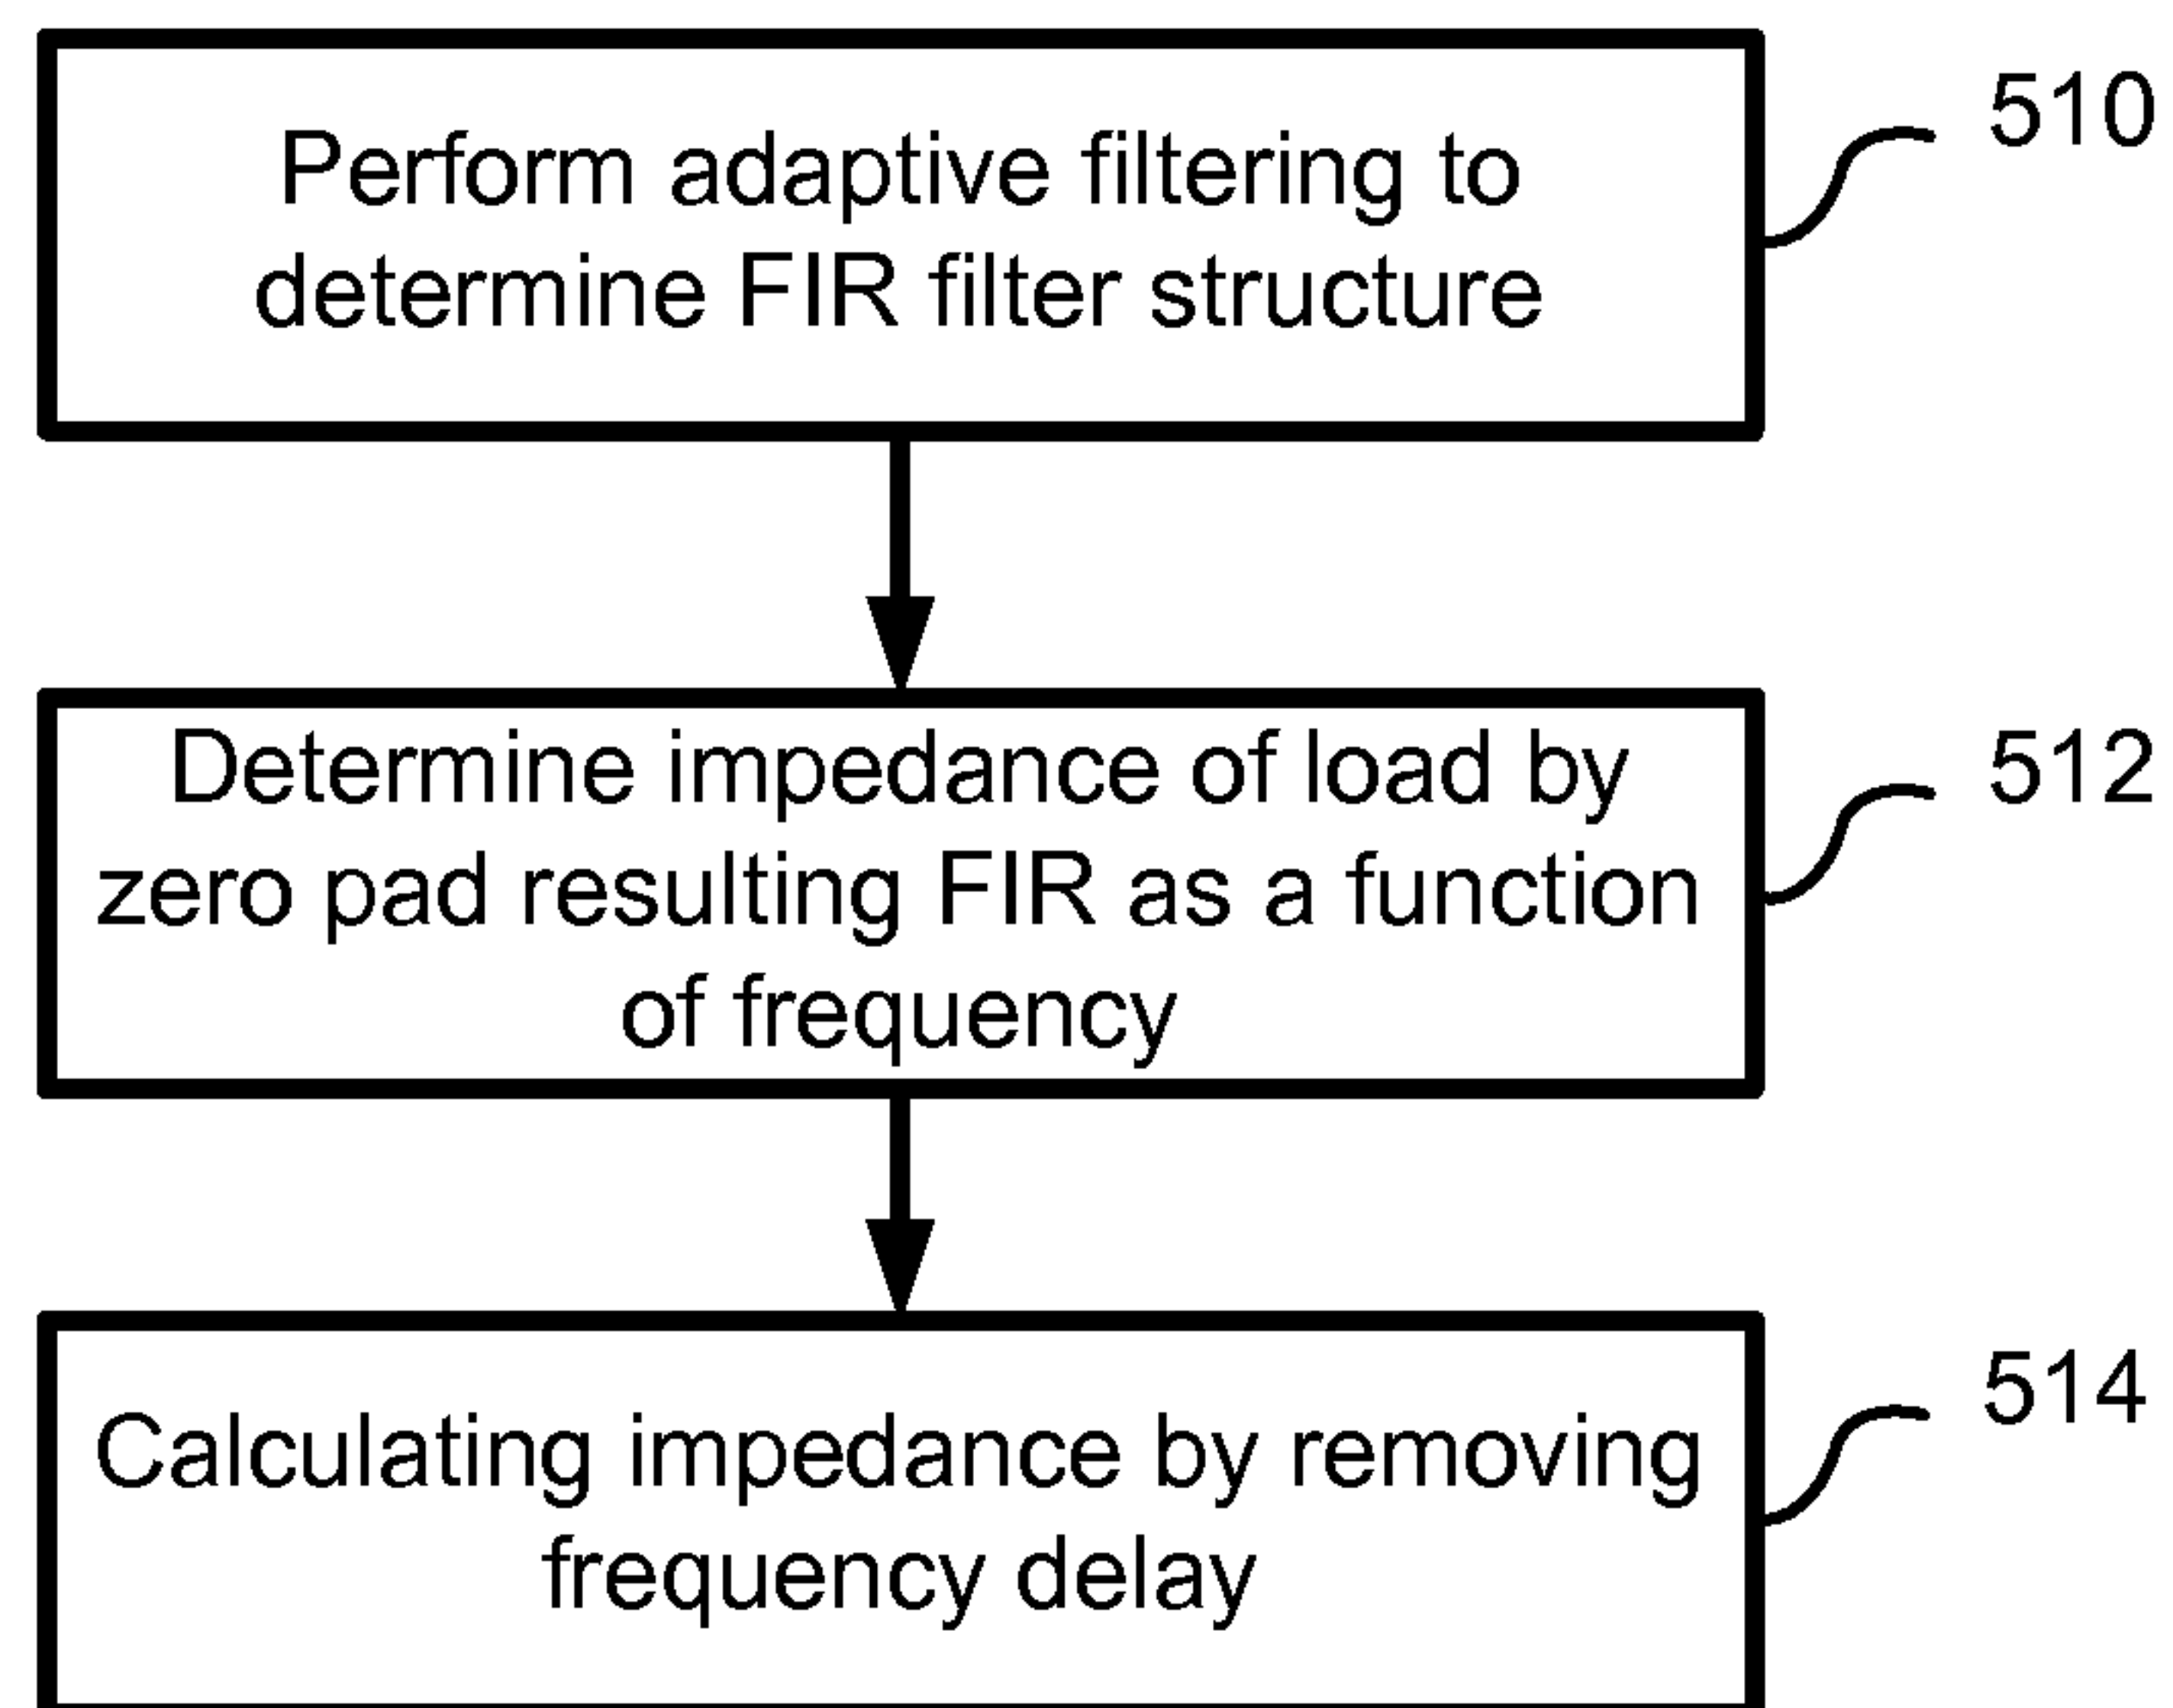 Perform adaptive filtering to
determine FIR filter structure
510
Determine impedance of load by
zero pad resulting FIR as a function
of frequency
512
Calculating impedance by removing
frequency delay
514